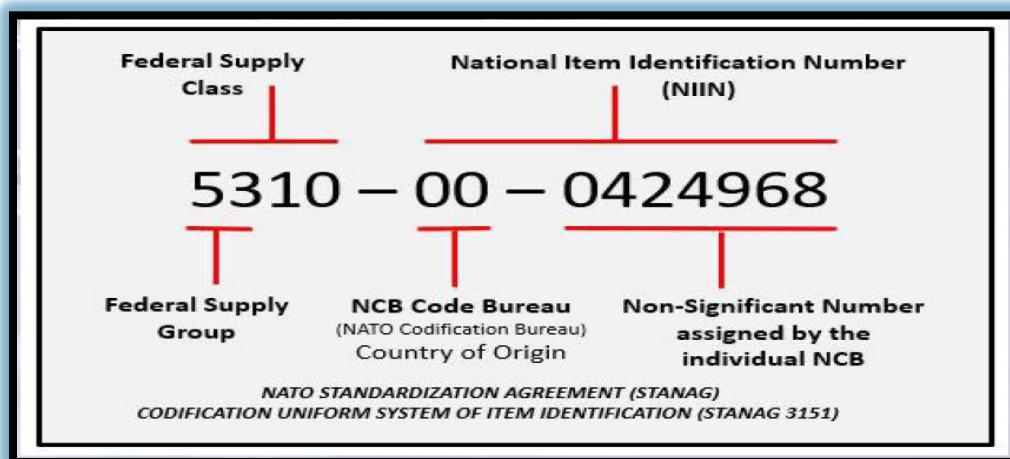 Federal Supply
Class
National Item Identification Number
(NIIN)
5310 – 00 – 0424968
Federal Supply
Group
NCB Code Bureau
(NATO Codification Bureau)
Country of Origin
Non-Significant Number
assigned by the
individual NCB
NATO STANDARDIZATION AGREEMENT (STANAG)
CODIFICATION UNIFORM SYSTEM OF ITEM IDENTIFICATION (STANAG 3151)